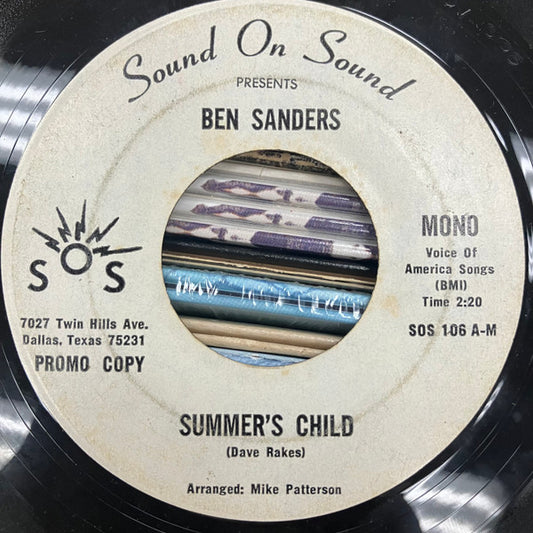 Sound On Sound
PRESENTS
BEN SANDERS
SOS
7027 Twin Hills Ave.
Dallas, Texas 75231
PROMO COPY
MONO
Voice Of
America Songs
(BMI)
Time 2:20
SOS 106 A-M
SUMMER'S CHILD
(Dave Rakes)
Arranged: Mike Patterson